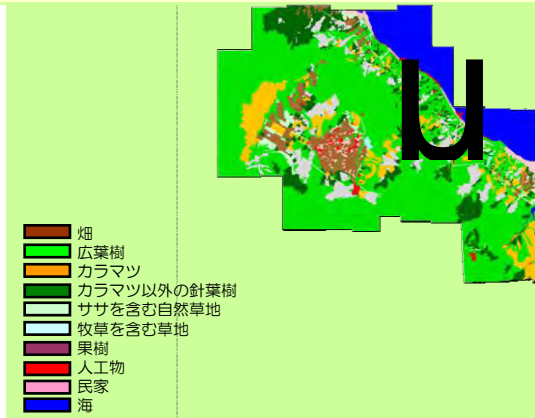 u
畑
広葉樹
カラマツ
カラマツ以外の針葉樹
ササを含む自然草地
牧草を含む草地
果樹
人工物
民家
海